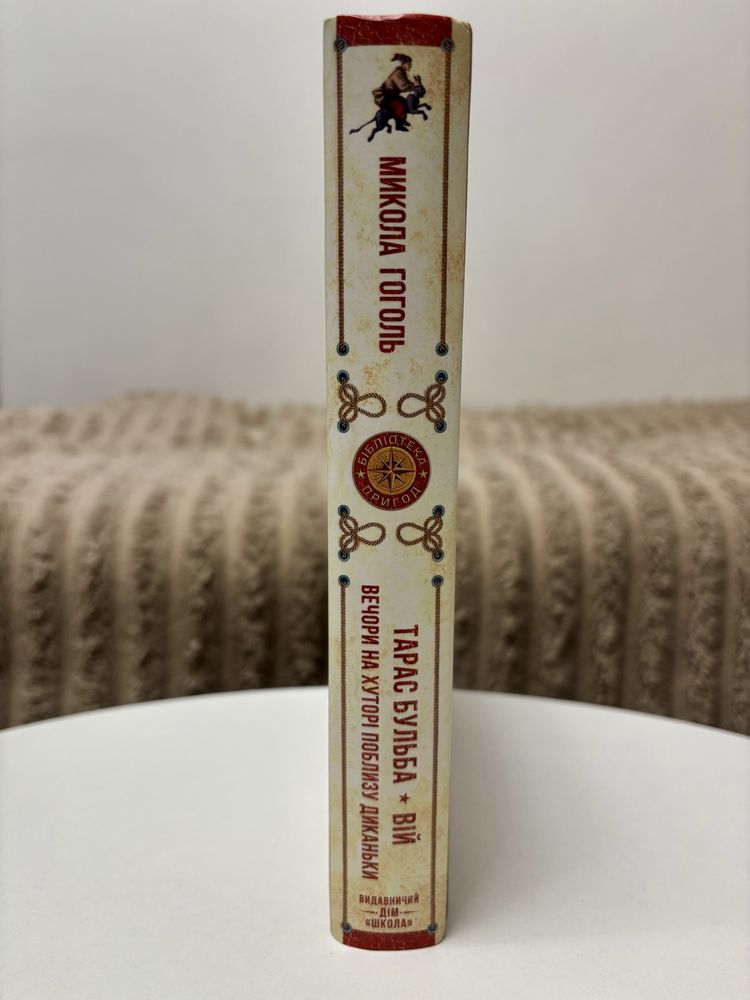 МИКОЛА ГОГОЛЬ
БІБЛІОТЕКА
ПРИГОД
ТАРАС БУЛЬБА ★ ВІЙ
ВЕЧОРИ НА ХУТОРІ ПОБЛИЗУ ДИКАНЬКИ
ВИДАВНИЧИЙ
ДІМ
«ШКОЛА»